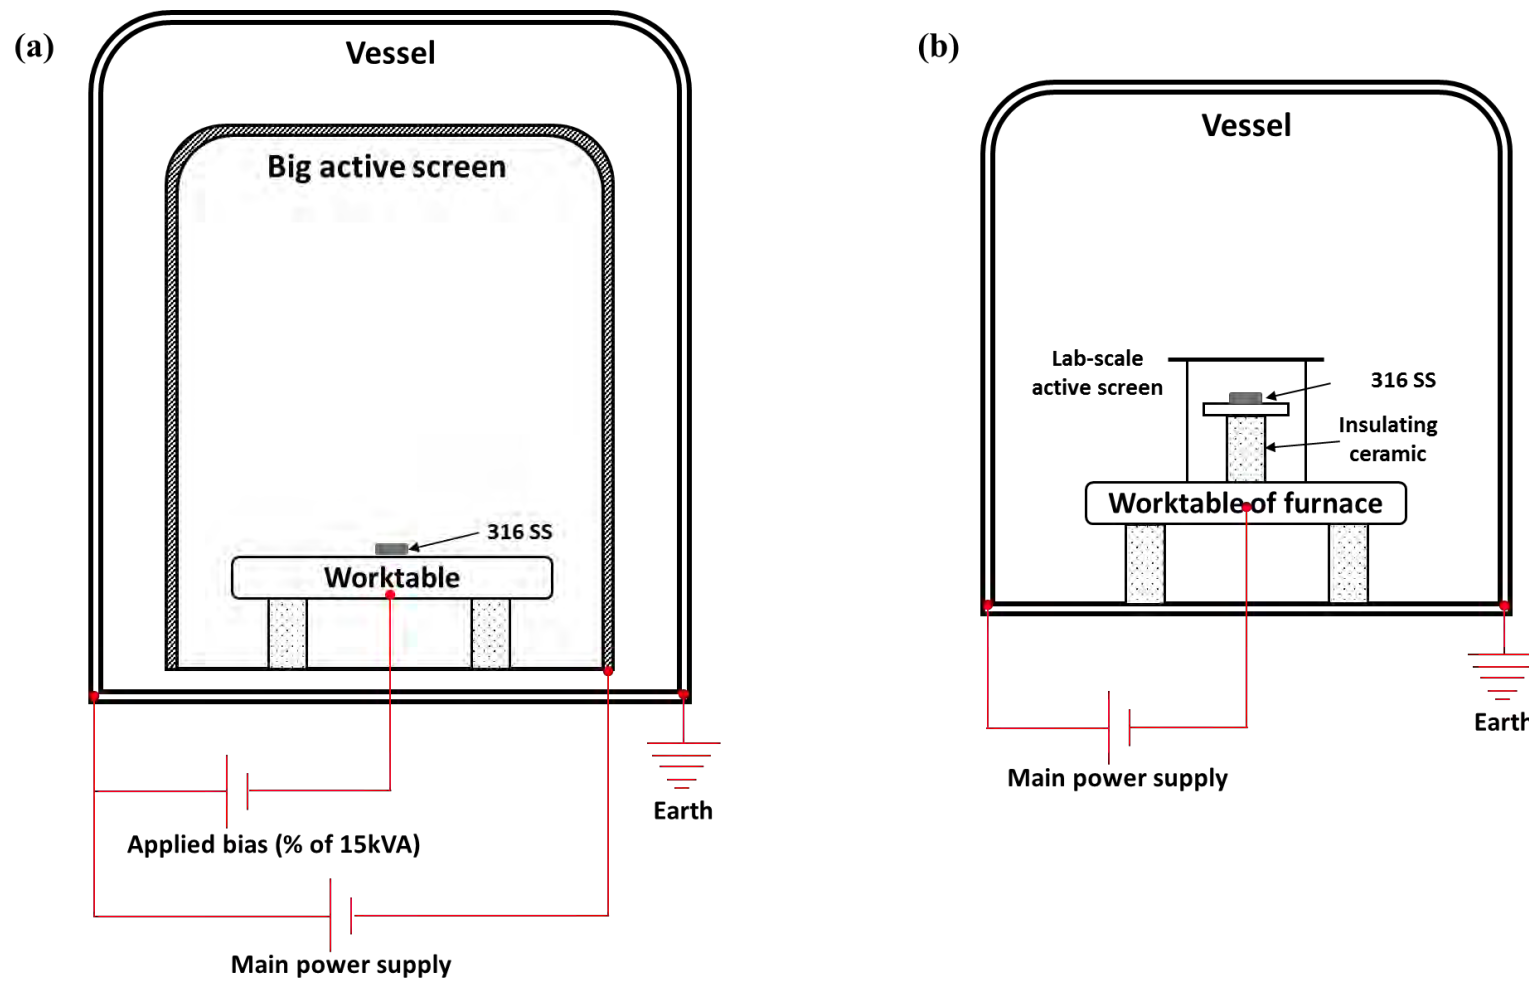 (a)
Vessel
Big active screen
316 SS
Worktable
Earth
Applied bias (% of 15kVA)
Main power supply
(b)
Vessel
Lab-scale
active screen
316 SS
Insulating
ceramic
Worktable of furnace
Earth
Main power supply